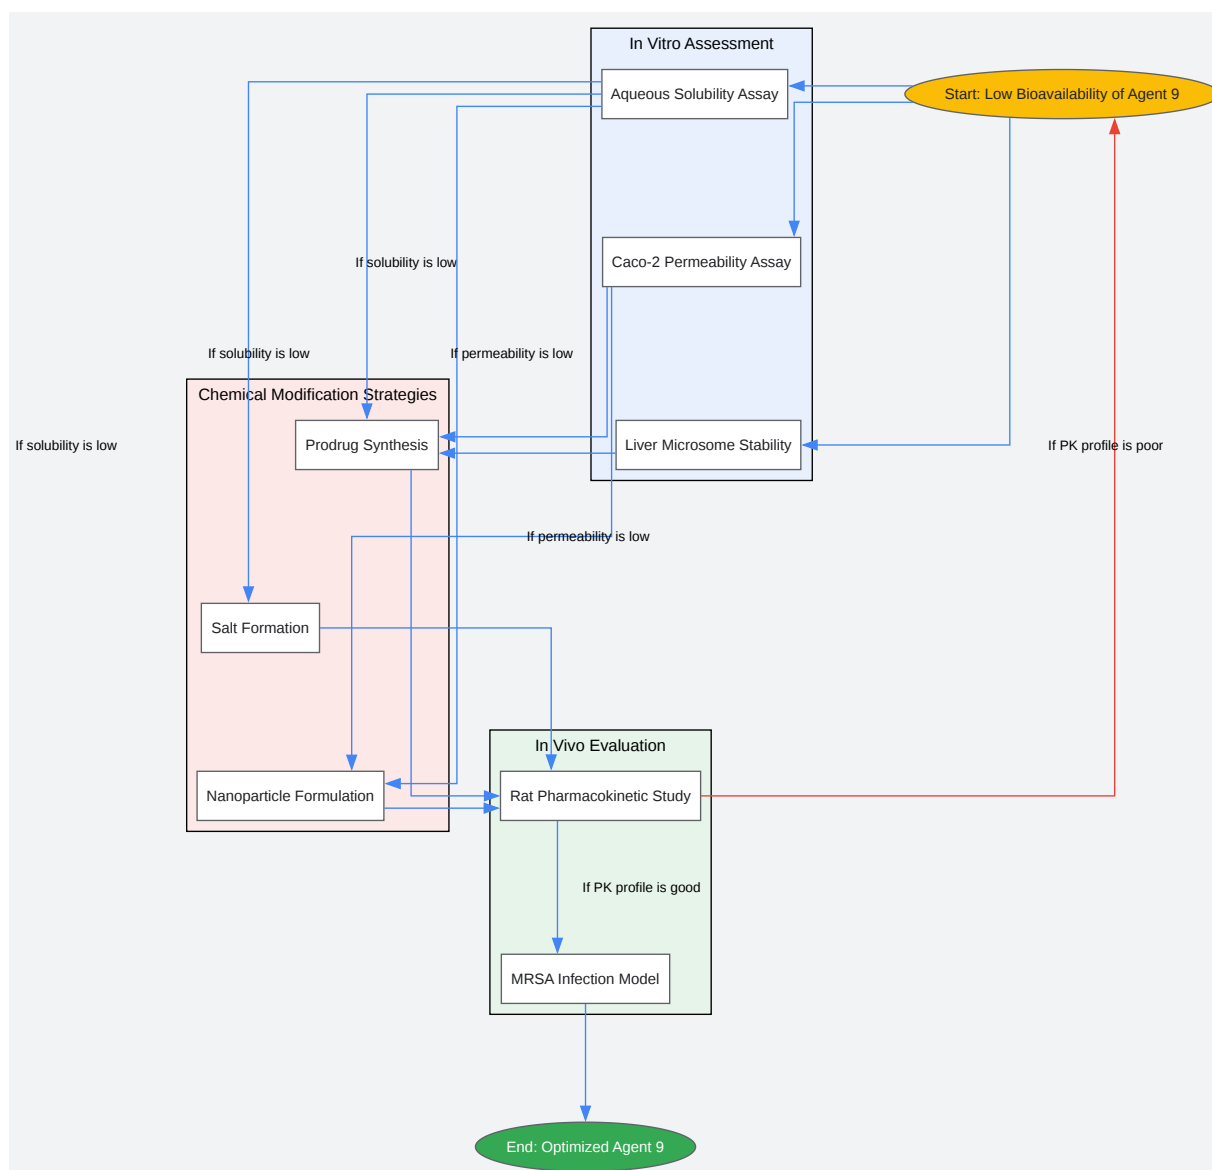 In Vitro Assessment
Aqueous Solubility Assay
Start: Low Bioavailability of Agent 9
Caco-2 Permeability Assay
If solubility is low
If solubility is low
If permeability is low
Chemical Modification Strategies
Prodrug Synthesis
Liver Microsome Stability
If solubility is low
If PK profile is poor
If permeability is low
Salt Formation
In Vivo Evaluation
Nanoparticle Formulation
Rat Pharmacokinetic Study
If PK profile is good
MRSA Infection Model
End: Optimized Agent 9